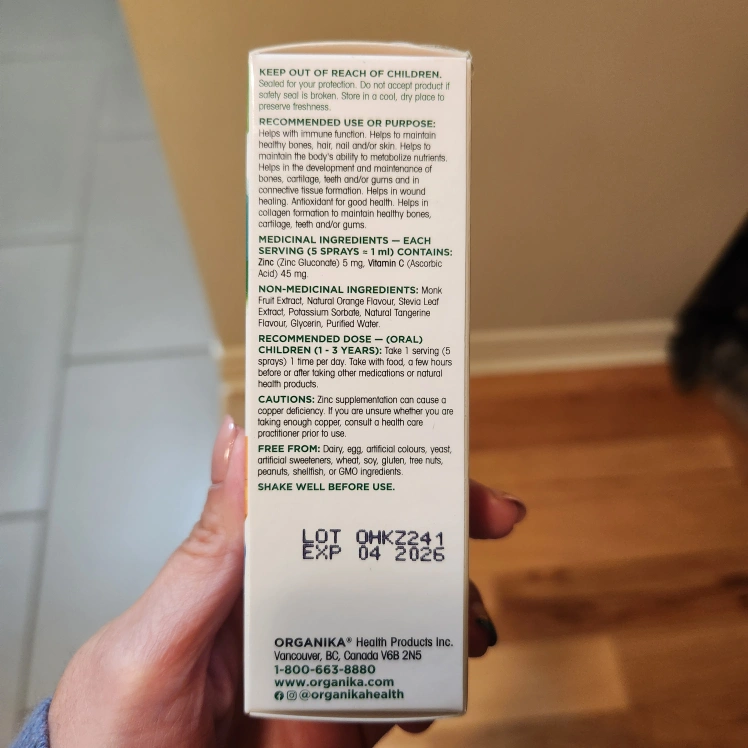 KEEP OUT OF REACH OF CHILDREN.
Sealed for your protection. Do not accept product if
safety seal is broken. Store in a cool, dry place to
preserve freshness.
RECOMMENDED USE OR PURPOSE:
Helps with immune function. Helps to maintain
healthy bones, hair, nail and/or skin. Helps to
maintain the body's ability to metabolize nutrients.
Helps in the development and maintenance of
bones, cartilage, teeth and/or gums and in
connective tissue formation. Helps in wound
healing. Antioxidant for good health. Helps in
collagen formation to maintain healthy bones,
cartilage, teeth and/or gums.
MEDICINAL INGREDIENTS — EACH
SERVING (5 SPRAYS = 1 ml) CONTAINS:
Zinc (Zinc Gluconate) 5 mg, Vitamin C (Ascorbic
Acid) 45 mg.
NON-MEDICINAL INGREDIENTS: Monk
Fruit Extract, Natural Orange Flavour, Stevia Leaf
Extract, Potassium Sorbate, Natural Tangerine
Flavour, Glycerin, Purified Water.
RECOMMENDED DOSE — (ORAL)
CHILDREN (1 - 3 YEARS): Take 1 serving (5
sprays) 1 time per day. Take with food, a few hours
before or after taking other medications or natural
health products.
CAUTIONS: Zinc supplementation can cause a
copper deficiency. If you are unsure whether you are
taking enough copper, consult a health care
practitioner prior to use.
FREE FROM: Dairy, egg, artificial colours, yeast,
artificial sweeteners, wheat, soy, gluten, tree nuts,
peanuts, shellfish, or GMO ingredients.
SHAKE WELL BEFORE USE.
LOT OHKZ241
EXP 04 2026
ORGANIKA® Health Products Inc.
Vancouver, BC, Canada V6B 2N5
1-800-663-8880
www.organika.com
@organikahealth